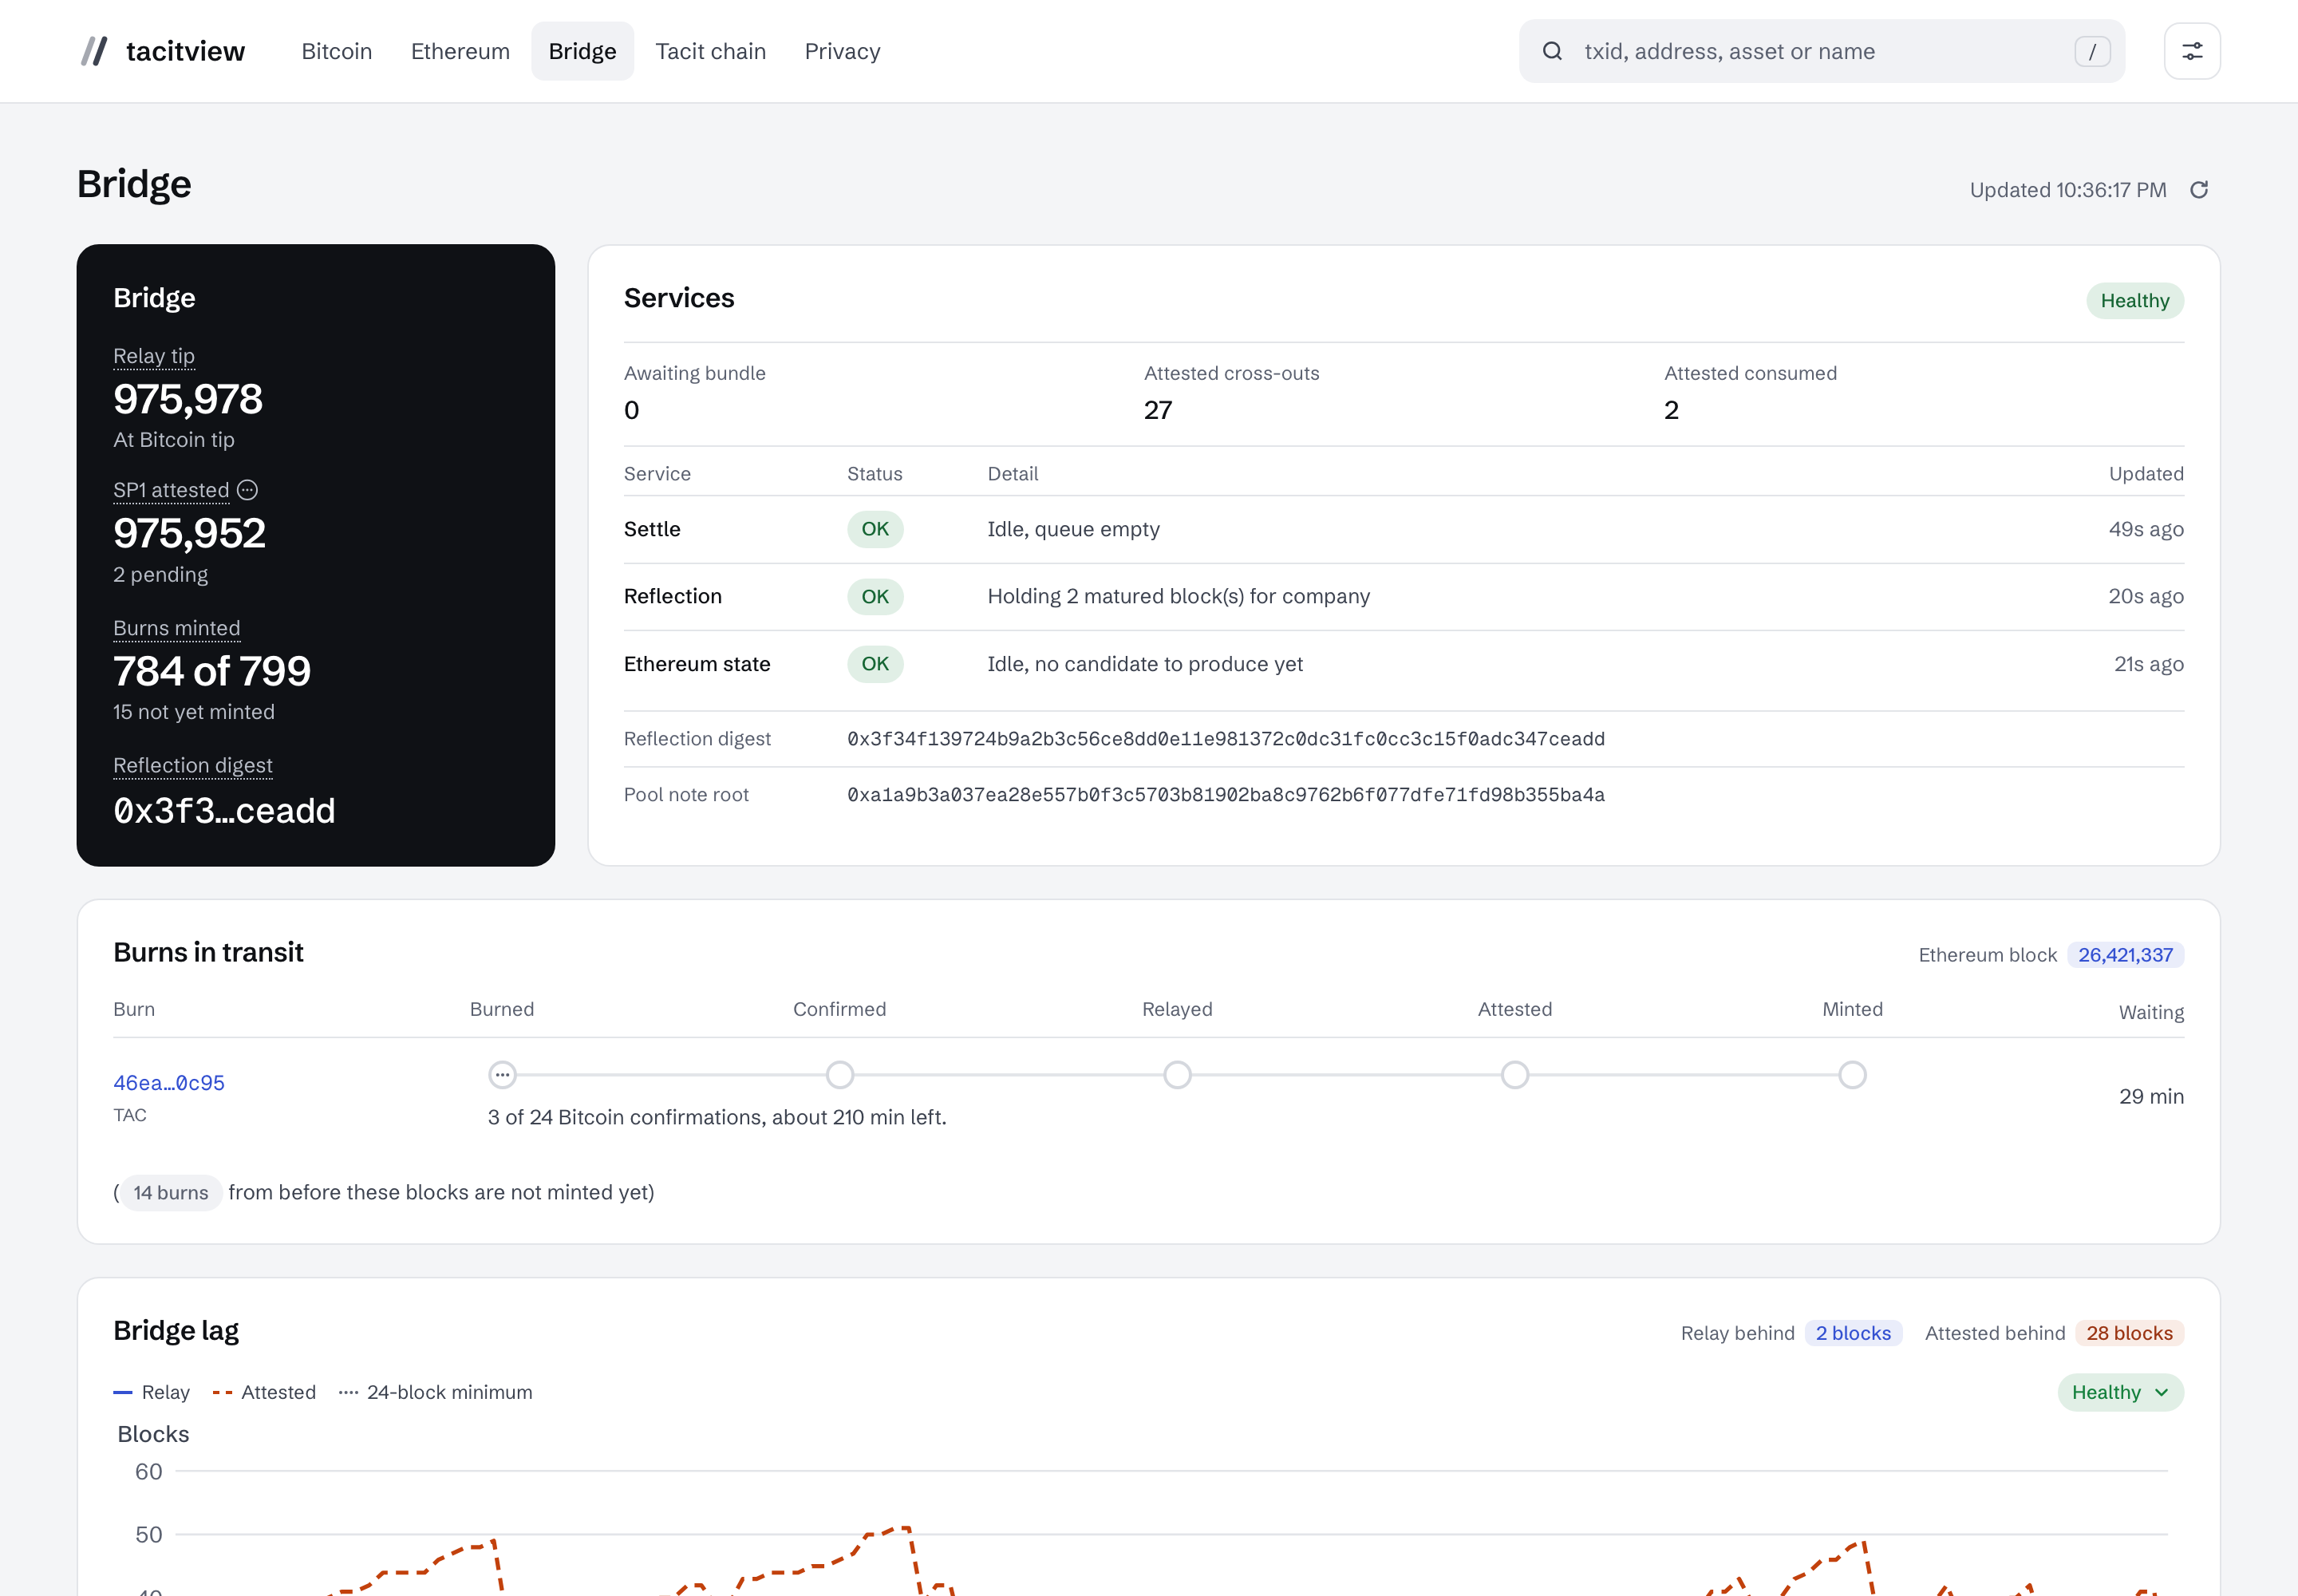 tacitview
Bitcoin
Ethereum
Bridge
Tacit chain
Privacy
txid, address, asset or name
/
Bridge
Updated 10:36:17 PM
Bridge
Relay tip
975,978
At Bitcoin tip
SP1 attested
975,952
2 pending
Burns minted
784 of 799
15 not yet minted
Reflection digest
0x3f3…ceadd
Services
Healthy
Awaiting bundle
0
Attested cross-outs
27
Attested consumed
2
Service Status Detail Updated
Settle OK Idle, queue empty 49s ago
Reflection OK Holding 2 matured block(s) for company 20s ago
Ethereum state OK Idle, no candidate to produce yet 21s ago
Reflection digest 0x3f34f139724b9a2b3c56ce8dd0e11e981372c0dc31fc0cc3c15f0adc347ceadd
Pool note root 0xa1a9b3a037ea28e557b0f3c5703b81902ba8c9762b6f077dfe71fd98b355ba4a
Burns in transit
Ethereum block 26,421,337
Burn Burned Confirmed Relayed Attested Minted Waiting
46ea…0c95
TAC
3 of 24 Bitcoin confirmations, about 210 min left.
29 min
(14 burns from before these blocks are not minted yet)
Bridge lag
Relay behind 2 blocks Attested behind 28 blocks
Relay Attested 24-block minimum
Healthy
Blocks
60
50